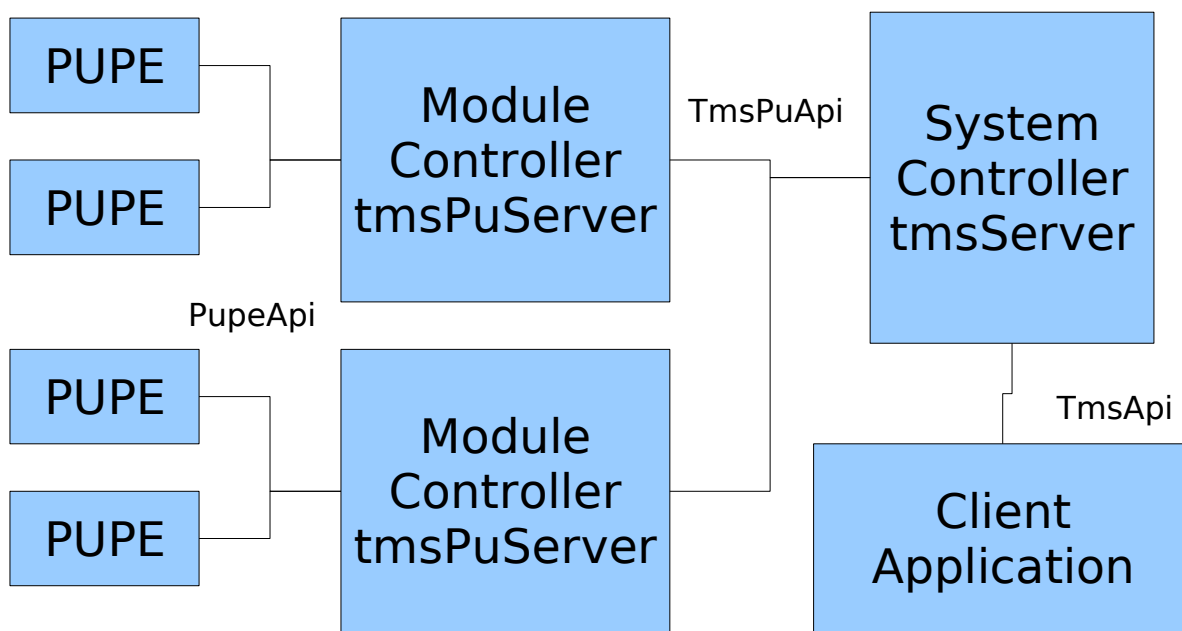 PUPE
PUPE
Module
Controller
tmsPuServer
TmsPuApi
System
Controller
tmsServer
PupeApi
PUPE
PUPE
Module
Controller
tmsPuServer
TmsApi
Client
Application